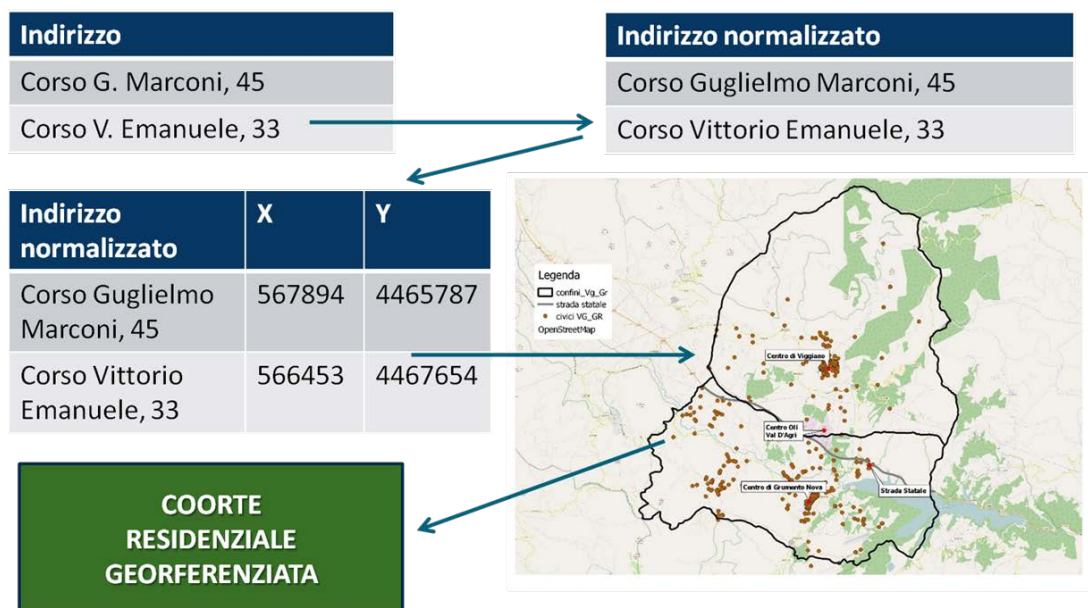 Indirizzo
Corso G. Marconi, 45
Corso V. Emanuele, 33
Indirizzo normalizzato
Corso Guglielmo Marconi, 45
Corso Vittorio Emanuele, 33
Indirizzo
normalizzato
X
Y
Corso Guglielmo
Marconi, 45
567894
4465787
Corso Vittorio
Emanuele, 33
566453
4467654
Legenda
confini_Vg_Gr
strada statale
civici VG_GR
OpenStreetMap
Centro di Viggiano
Centro Oli
Val D'Agri
Centro di Grumento Nova
Strada Statale
COORTE
RESIDENZIALE
GEORFERENZIATA